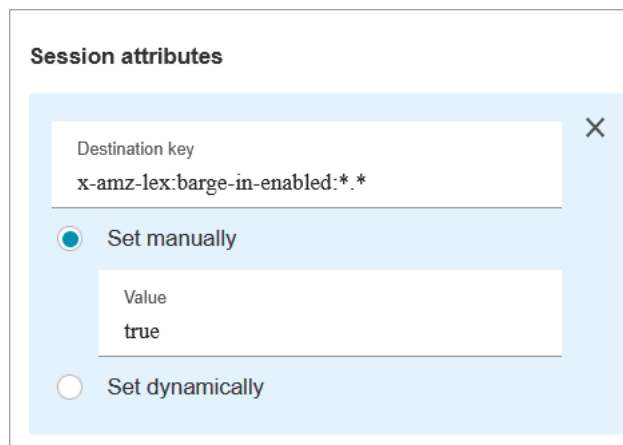 Session attributes
Destination key
x-amz-lex:barge-in-enabled:*.*
Set manually
Value
true
Set dynamically